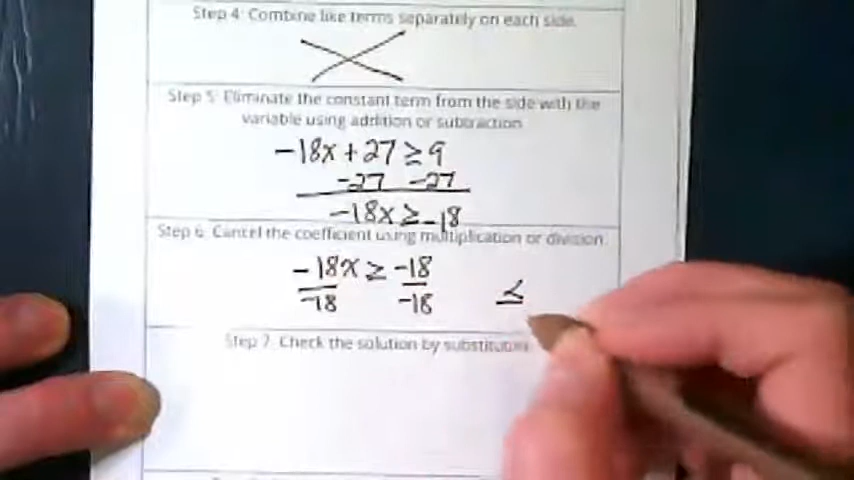 Step 4: Combine like terms separately on each side.
Step 5: Eliminate the constant term from the side with the
variable using addition or subtraction.
-18x + 27 ≥ 9
-27 -27
-18x ≥ -18
Step 6: Cancel the coefficient using multiplication or division.
-18x ≥ -18
-18 -18 ≤
Step 7: Check the solution by substitution